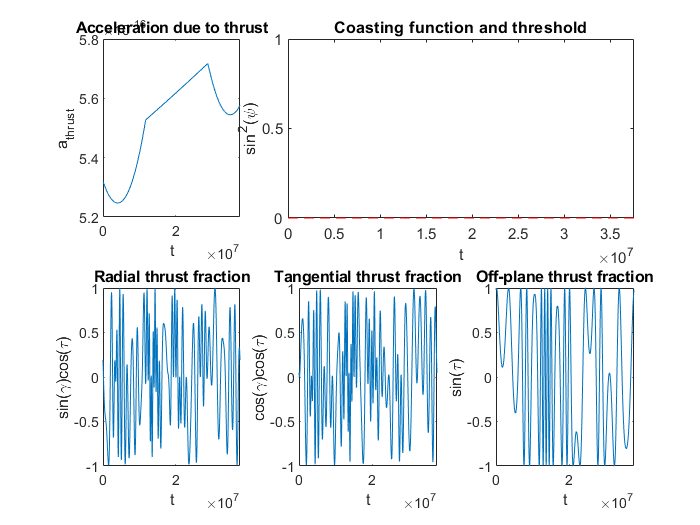 Acceleration due to thrust
5.8
5.6
5.4
5.2
a_thrust
0
2
×10^7
t
Coasting function and threshold
1
0.5
0
sin^2(ψ)
0
0.5
1
1.5
2
2.5
3
3.5
×10^7
t
Radial thrust fraction
1
0.5
0
-0.5
-1
sin(γ)cos(τ)
0
2
×10^7
t
Tangential thrust fraction
1
0.5
0
-0.5
-1
cos(γ)cos(τ)
0
2
×10^7
t
Off-plane thrust fraction
1
0.5
0
-0.5
-1
sin(τ)
0
2
×10^7
t